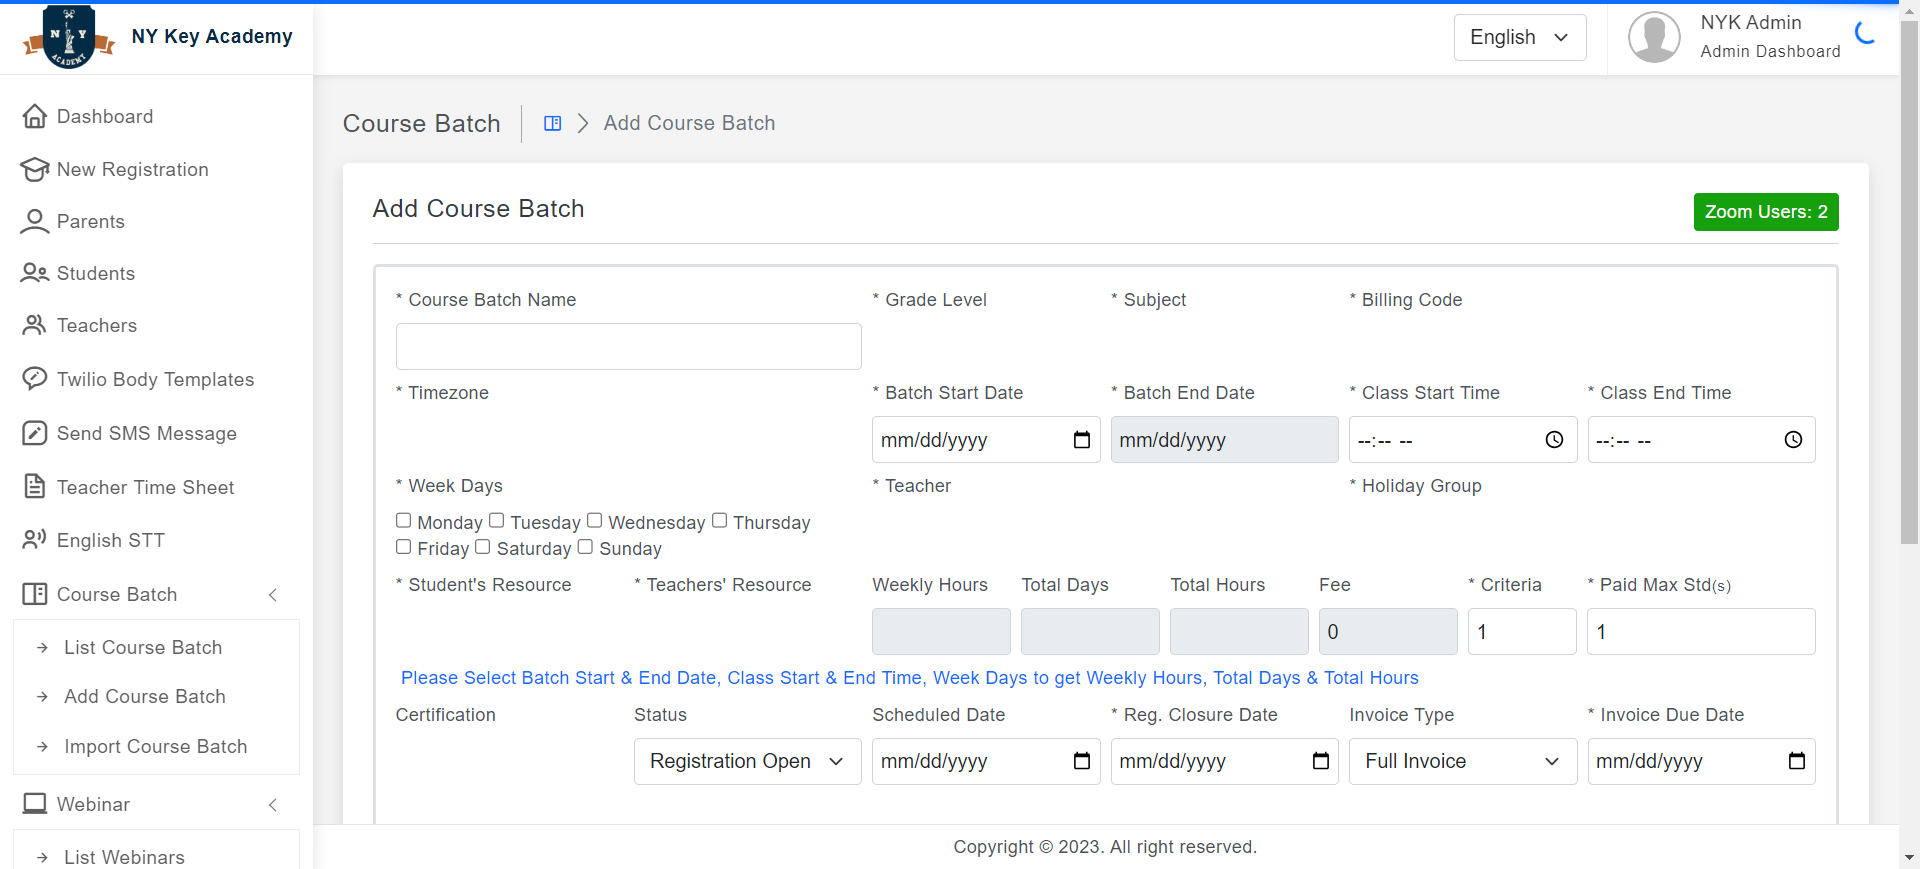 N Y
ACADEMY
NY Key Academy
English
NYK Admin
Admin Dashboard
Dashboard
New Registration
Parents
Students
Teachers
Twilio Body Templates
Send SMS Message
Teacher Time Sheet
English STT
Course Batch
List Course Batch
Add Course Batch
Import Course Batch
Webinar
List Webinars
Course Batch
Add Course Batch
Add Course Batch
Zoom Users: 2
* Course Batch Name * Grade Level * Subject * Billing Code
* Timezone * Batch Start Date * Batch End Date * Class Start Time * Class End Time
mm/dd/yyyy mm/dd/yyyy --:-- -- --:-- --
* Week Days * Teacher * Holiday Group
Monday Tuesday Wednesday Thursday
Friday Saturday Sunday
* Student's Resource * Teachers' Resource Weekly Hours Total Days Total Hours Fee * Criteria * Paid Max Std(s)
0 1 1
Please Select Batch Start & End Date, Class Start & End Time, Week Days to get Weekly Hours, Total Days & Total Hours
Certification Status Scheduled Date * Reg. Closure Date Invoice Type * Invoice Due Date
Registration Open mm/dd/yyyy mm/dd/yyyy Full Invoice mm/dd/yyyy
Copyright © 2023. All right reserved.